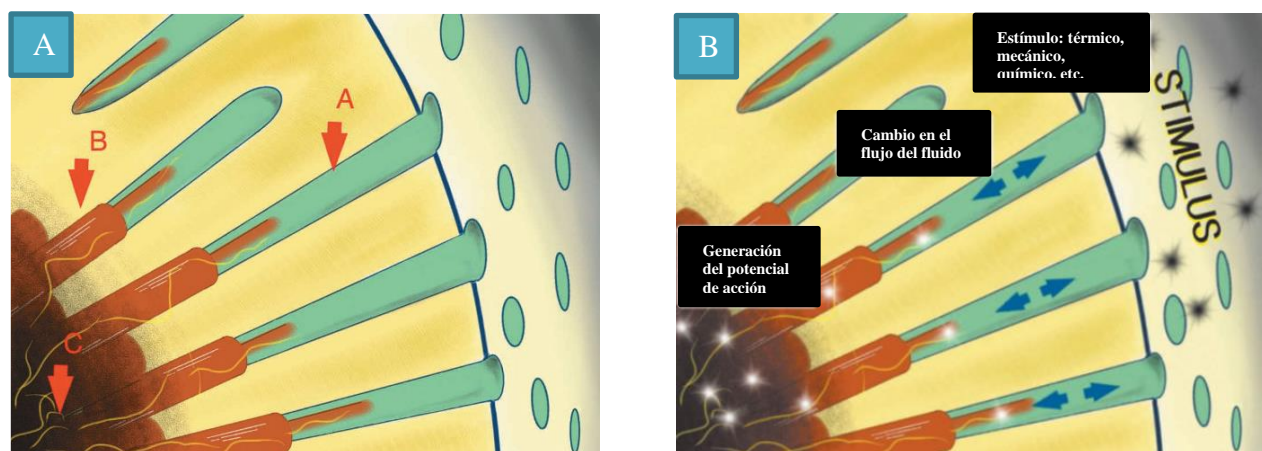 A
A
B
C
B
Estímulo: térmico,
mecánico,
químico, etc.
STIMULUS
Cambio en el
flujo del fluido
Generación
del potencial
de acción